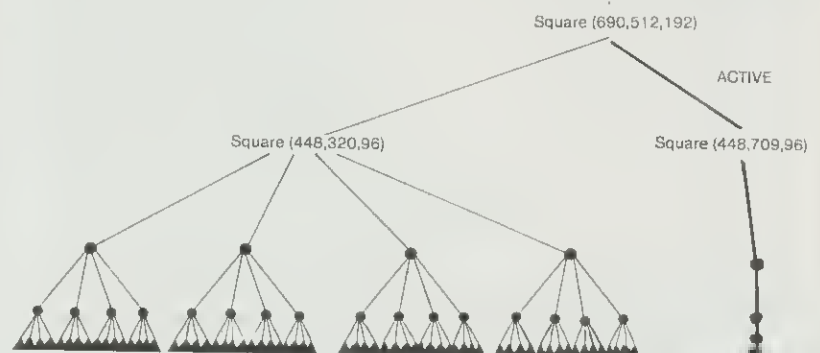 Square (690,512,192)
ACTIVE
Square (448,320,96)
Square (448,709,96)